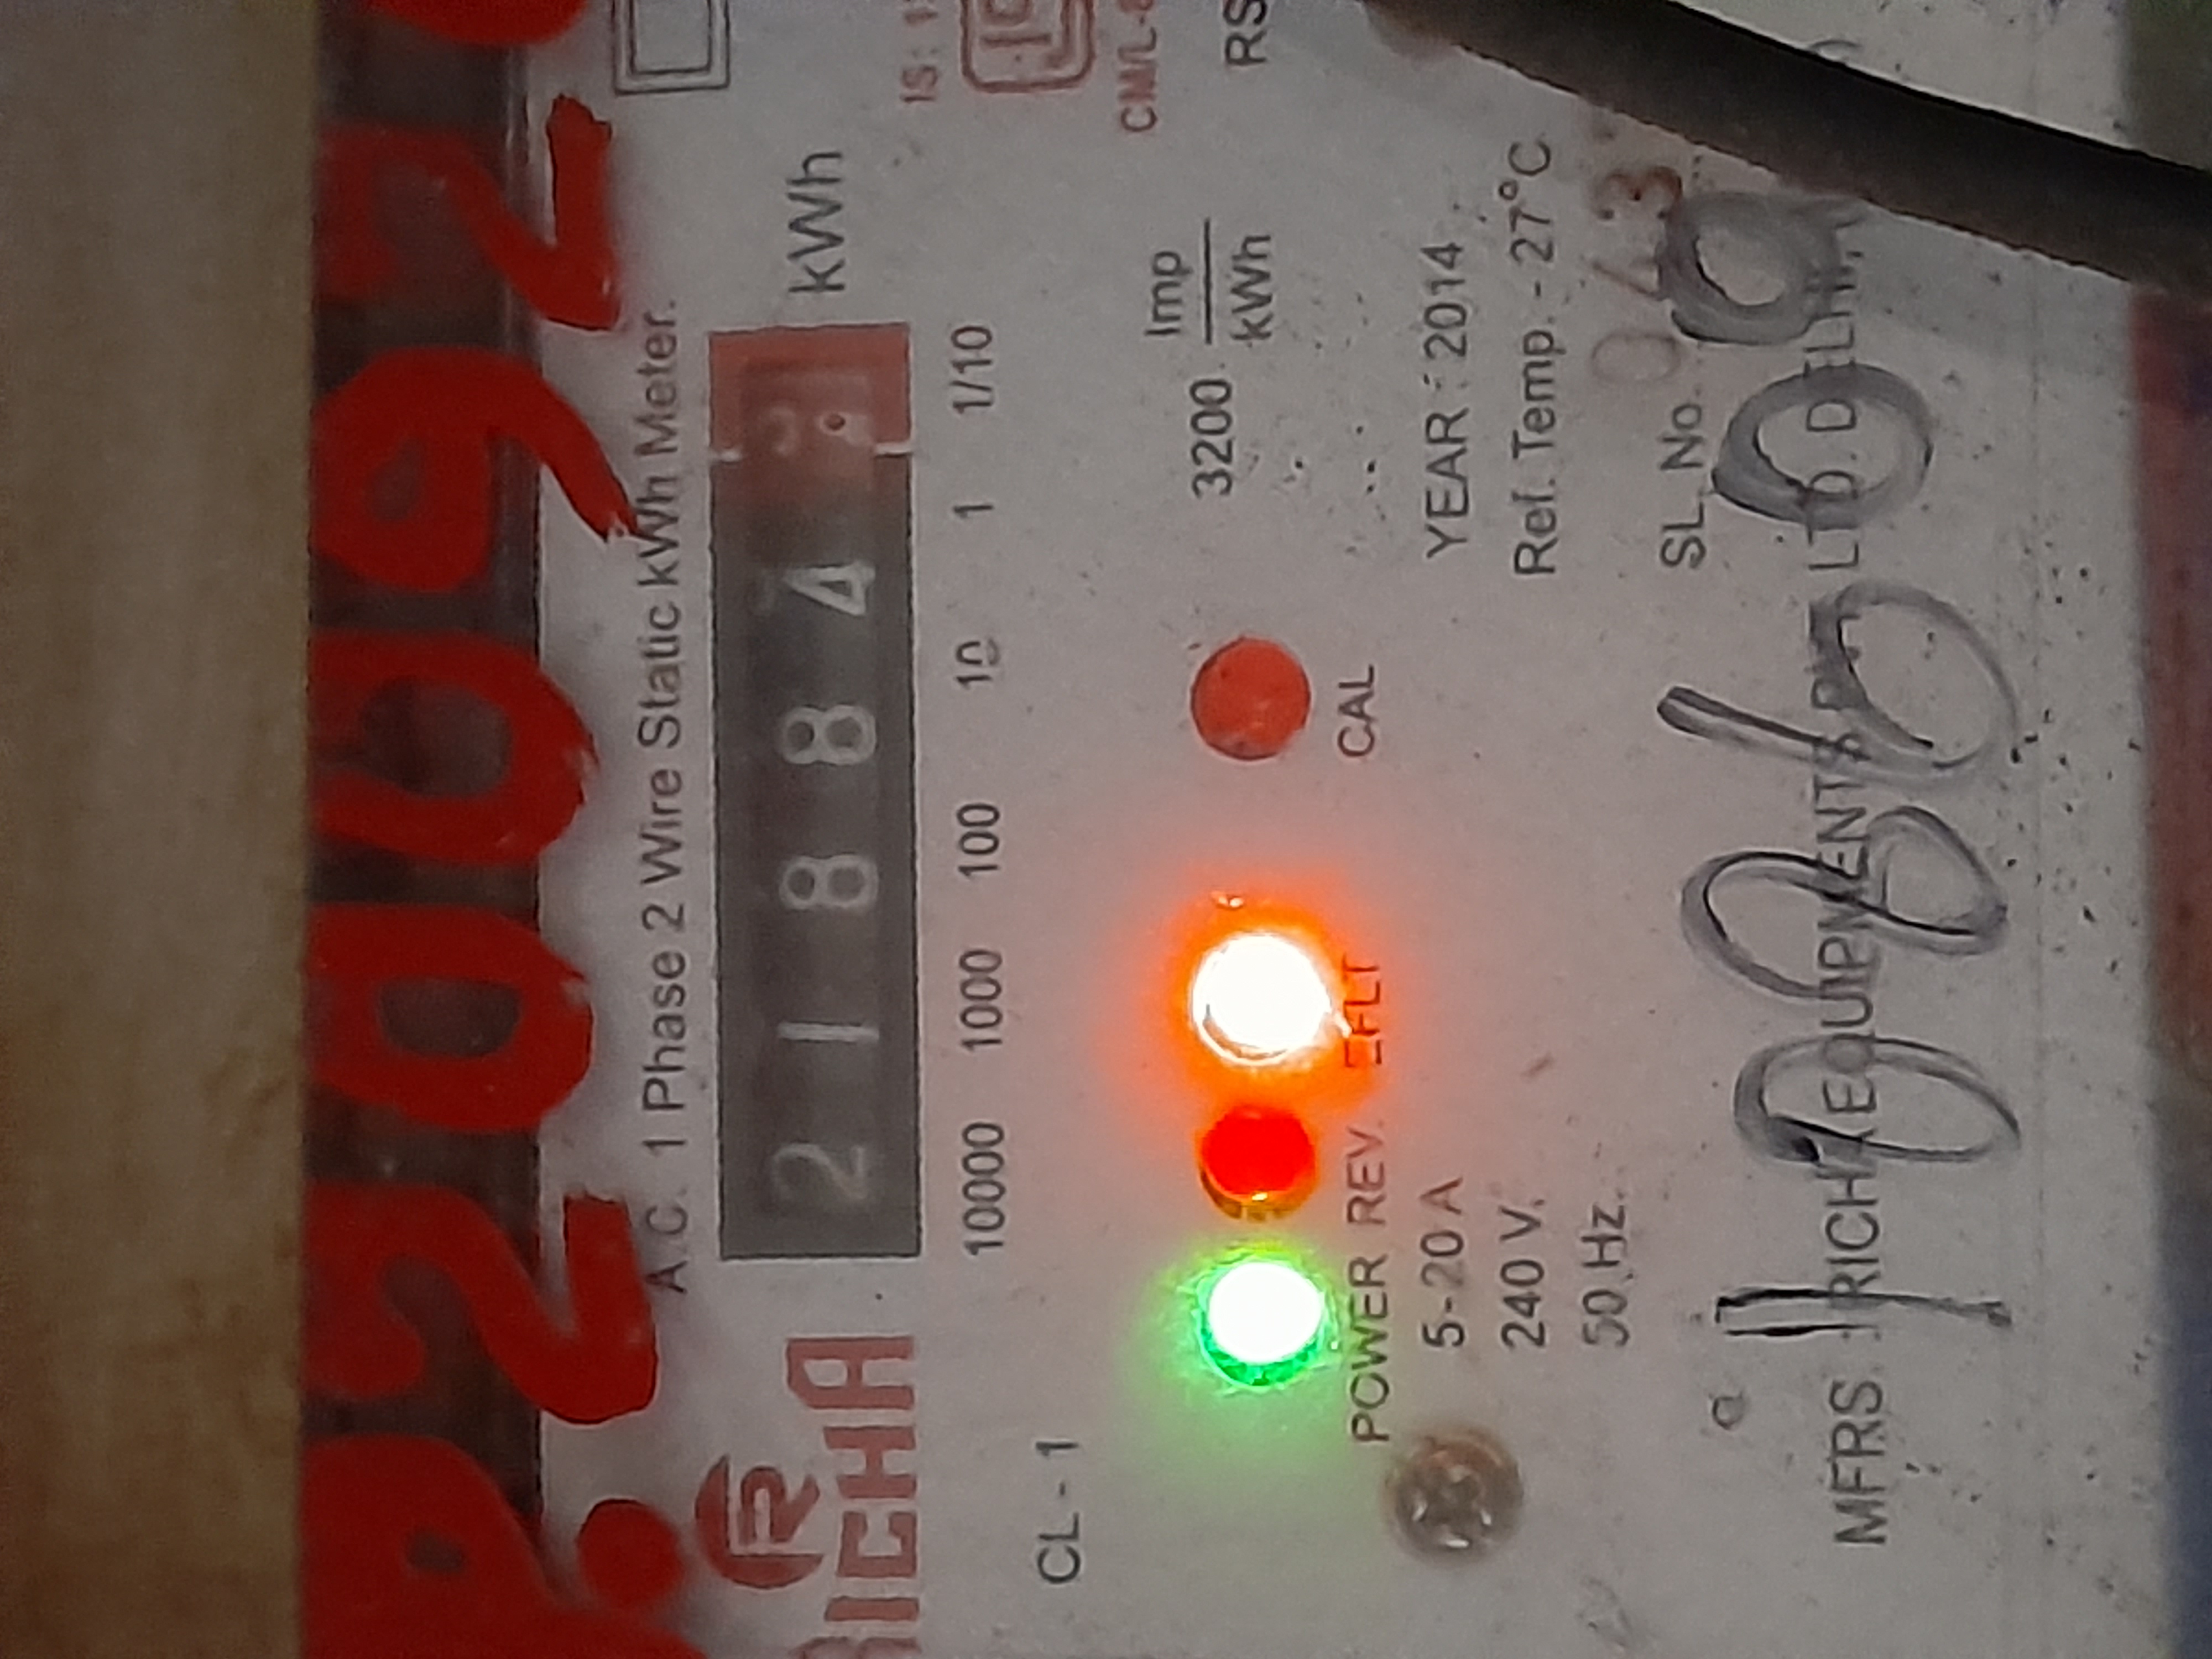 20092
A.C. 1 Phase 2 Wire Static kWh Meter.
RICHA
2 1 8 8 4
kWh
10000 1000 100 10 1 1/10
CL - 1
3200 Imp
kWh
POWER REV. EFLT CAL
5-20 A
YEAR : 2014
240 V.
Ref. Temp. - 27°C
50 Hz.
SL. No. 043
MFRS. : RICHA EQUIPMENTS PVT. LTD. DELHI